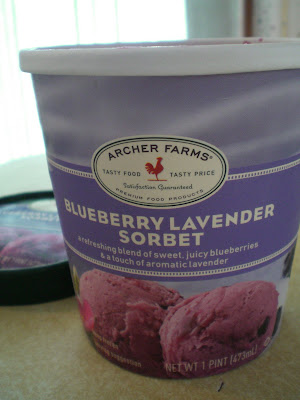 ARCHER FARMS®
TASTY FOOD TASTY PRICE
Satisfaction Guaranteed
PREMIUM FOOD PRODUCTS
BLUEBERRY LAVENDER
SORBET
a refreshing blend of sweet, juicy blueberries
& a touch of aromatic lavender
suggestion
NET WT 1 PINT (473mL)